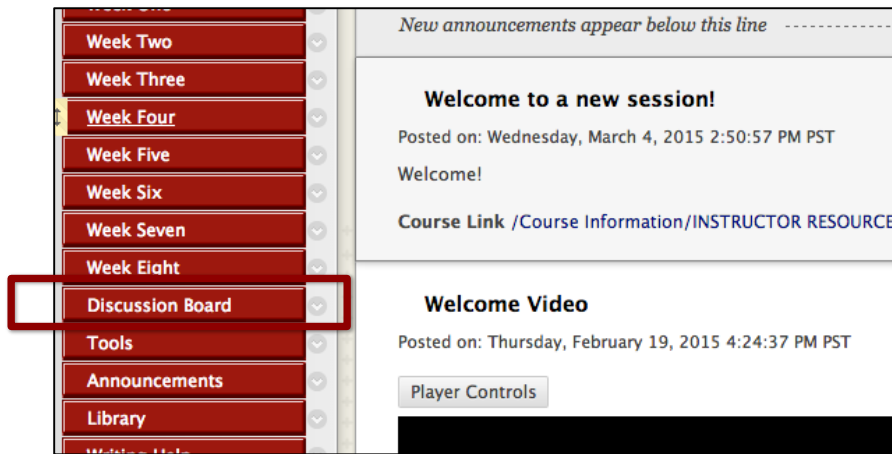 Week Two
Week Three
Week Four
Week Five
Week Six
Week Seven
Week Eight
Discussion Board
Tools
Announcements
Library
New announcements appear below this line
Welcome to a new session!
Posted on: Wednesday, March 4, 2015 2:50:57 PM PST
Welcome!
Course Link /Course Information/INSTRUCTOR RESOURCE
Welcome Video
Posted on: Thursday, February 19, 2015 4:24:37 PM PST
Player Controls